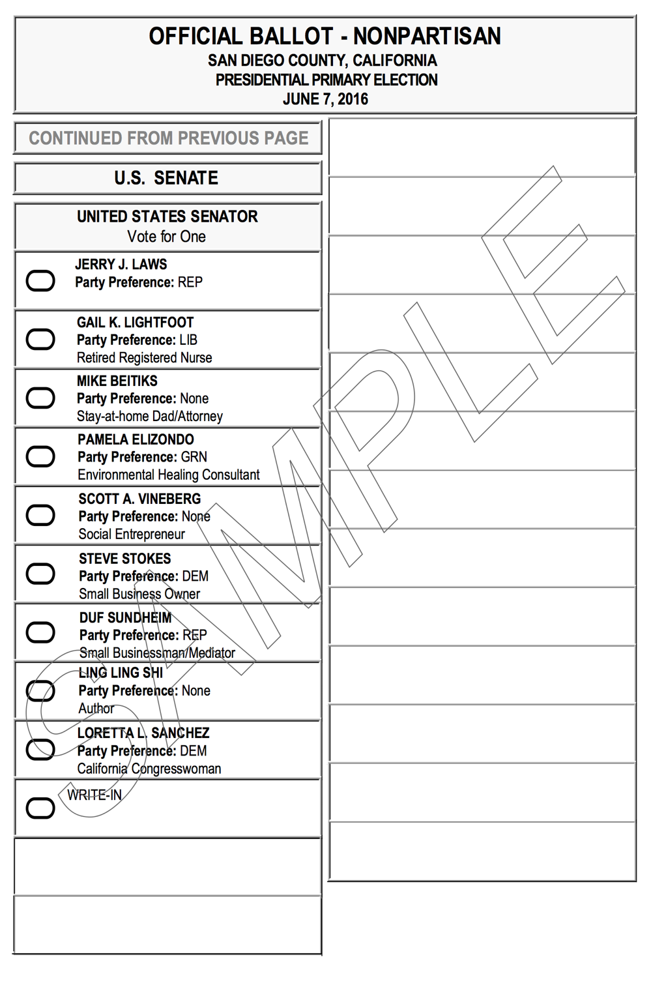 OFFICIAL BALLOT - NONPARTISAN
SAN DIEGO COUNTY, CALIFORNIA
PRESIDENTIAL PRIMARY ELECTION
JUNE 7, 2016
CONTINUED FROM PREVIOUS PAGE
U.S. SENATE
UNITED STATES SENATOR
Vote for One
JERRY J. LAWS
Party Preference: REP
GAIL K. LIGHTFOOT
Party Preference: LIB
Retired Registered Nurse
MIKE BEITIKS
Party Preference: None
Stay-at-home Dad/Attorney
PAMELA ELIZONDO
Party Preference: GRN
Environmental Healing Consultant
SCOTT A. VINEBERG
Party Preference: None
Social Entrepreneur
STEVE STOKES
Party Preference: DEM
Small Business Owner
DUF SUNDHEIM
Party Preference: REP
Small Businessman/Mediator
LING LING SHI
Party Preference: None
Author
LORETTA L. SANCHEZ
Party Preference: DEM
California Congresswoman
WRITE-IN
SAMPLE